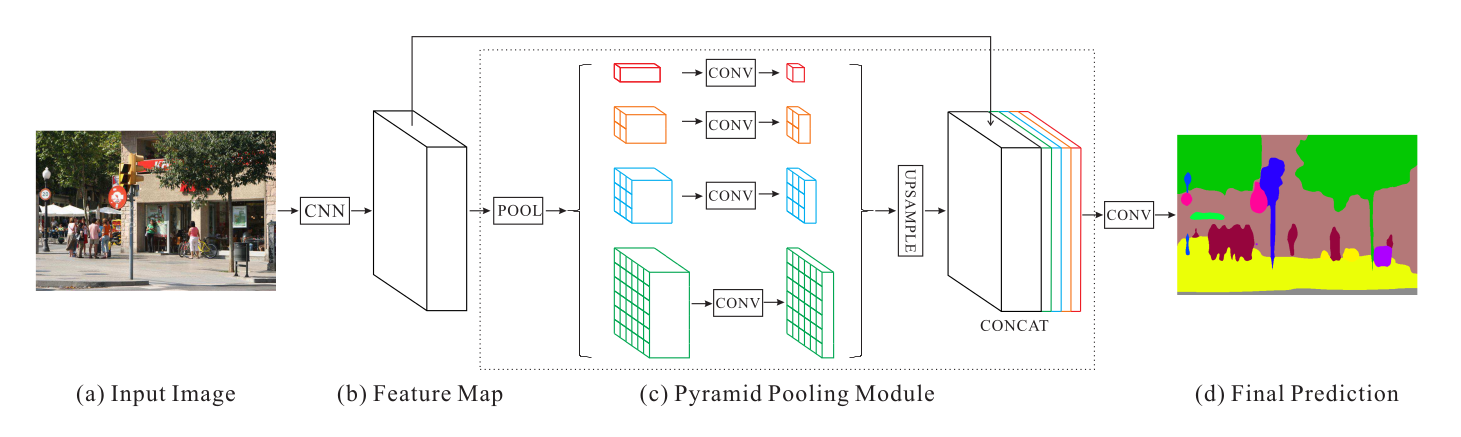 CNN
POOL
CONV
CONV
CONV
CONV
UPSAMPLE
CONCAT
CONV
(a) Input Image
(b) Feature Map
(c) Pyramid Pooling Module
(d) Final Prediction